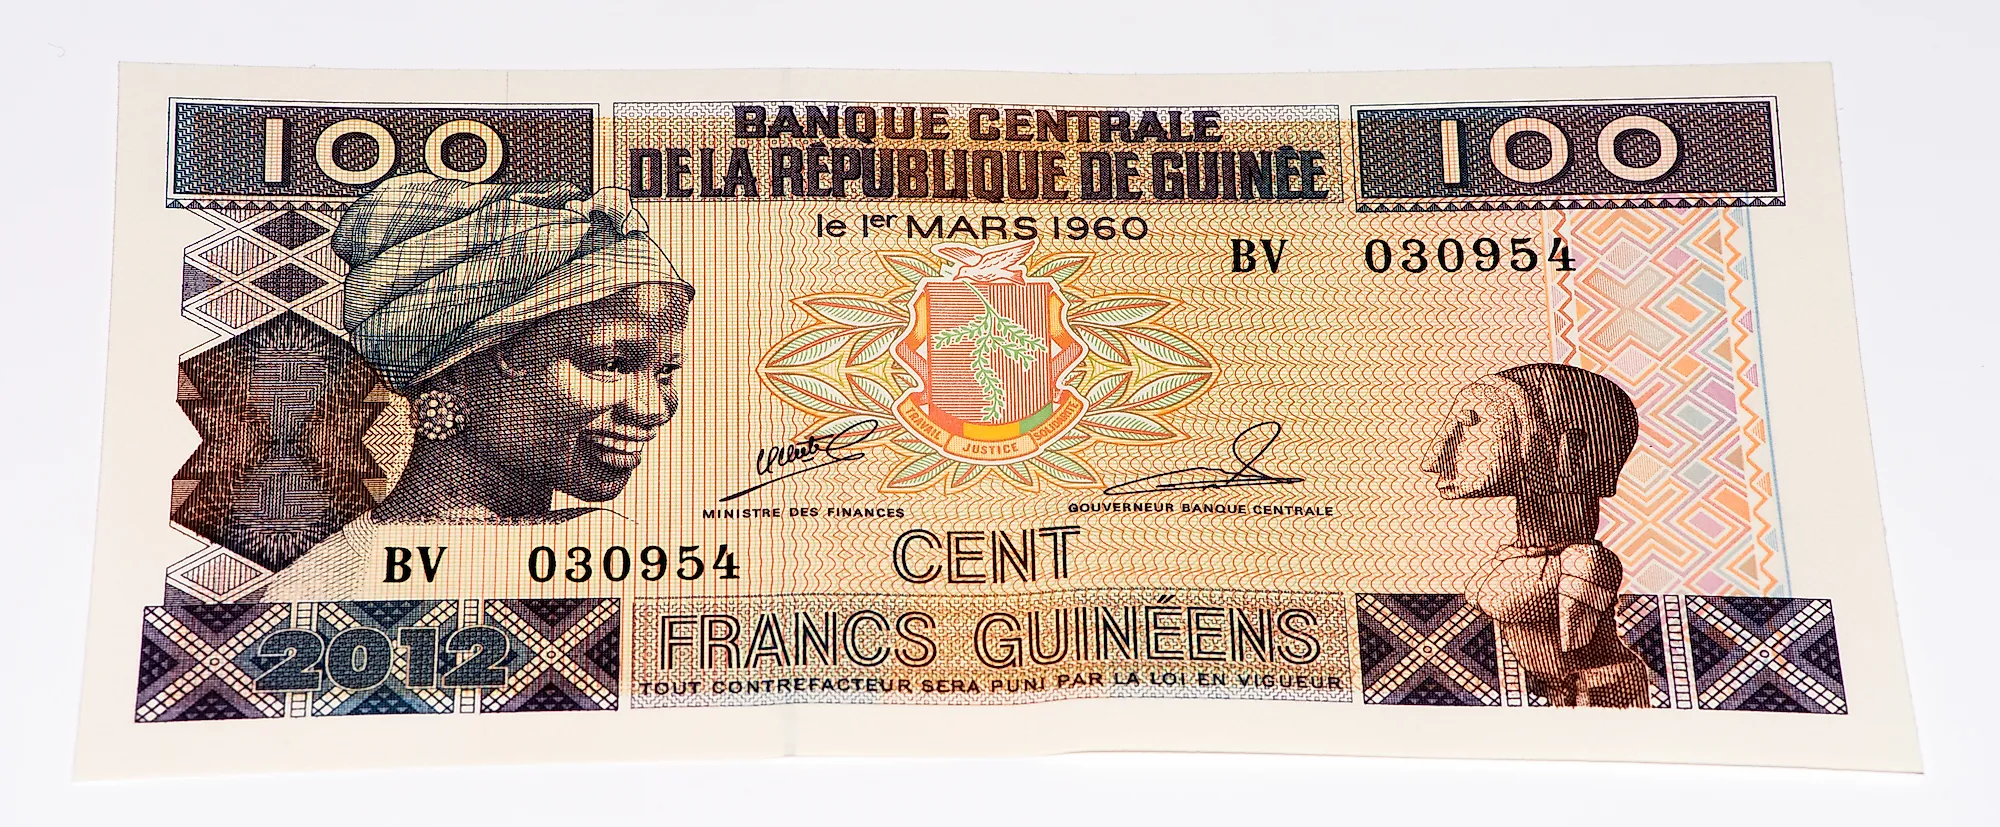 100
BANQUE CENTRALE
DE LA RÉPUBLIQUE DE GUINÉE
100
le 1er MARS 1960
BV 030954
TRAVAIL JUSTICE SOLIDARITÉ
MINISTRE DES FINANCES
GOUVERNEUR BANQUE CENTRALE
BV 030954
CENT
2012
FRANCS GUINÉENS
TOUT CONTREFACTEUR SERA PUNI PAR LA LOI EN VIGUEUR